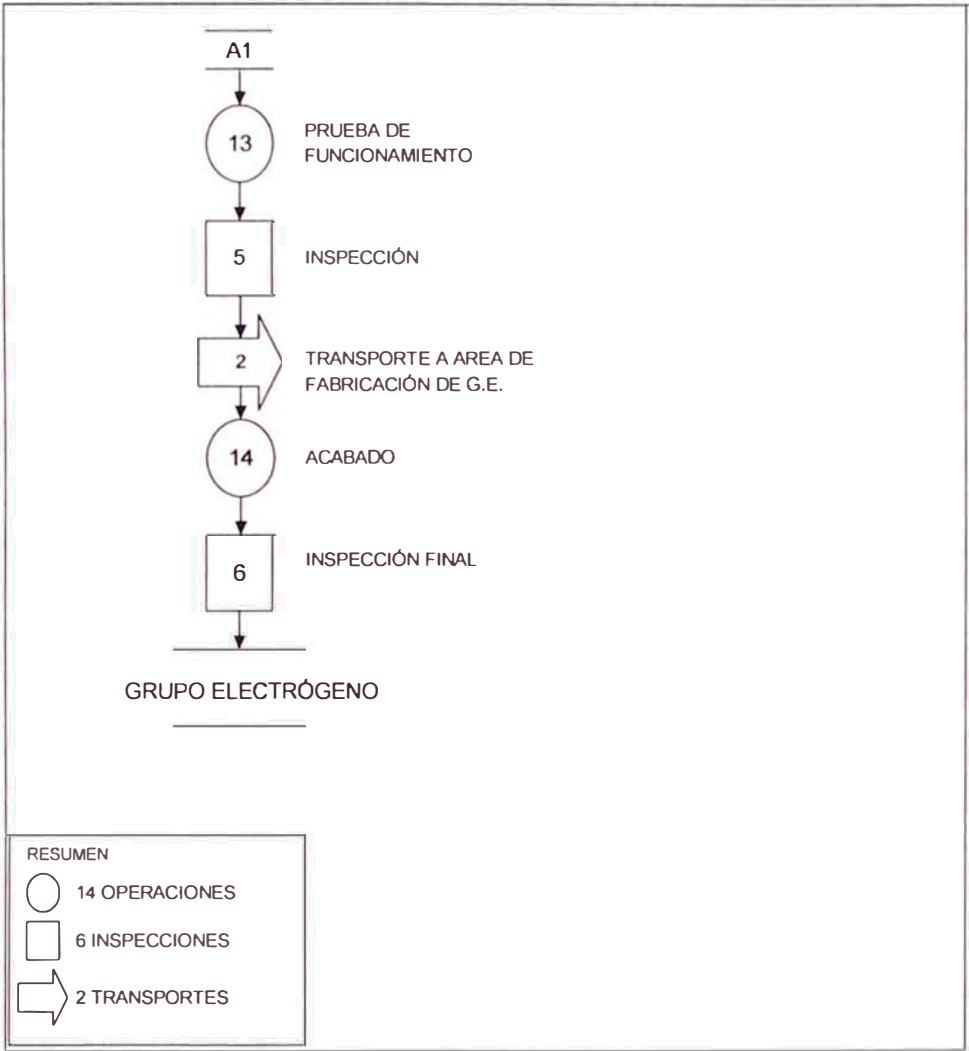 A1
13
PRUEBA DE
FUNCIONAMIENTO
5
INSPECCIÓN
2
TRANSPORTE A AREA DE
FABRICACIÓN DE G.E.
14
ACABADO
6
INSPECCIÓN FINAL
GRUPO ELECTRÓGENO
RESUMEN
14 OPERACIONES
6 INSPECCIONES
2 TRANSPORTES